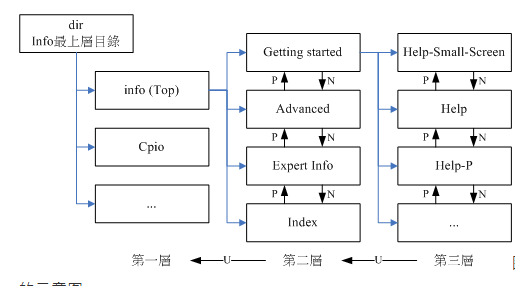 dir
Info最上層目錄
Getting started
Help-Small-Screen
P
N
P
N
info (Top)
Advanced
Help
P
N
P
N
Cpio
Expert Info
Help-P
P
N
P
N
...
Index
...
第一層
U
第二層
U
第三層